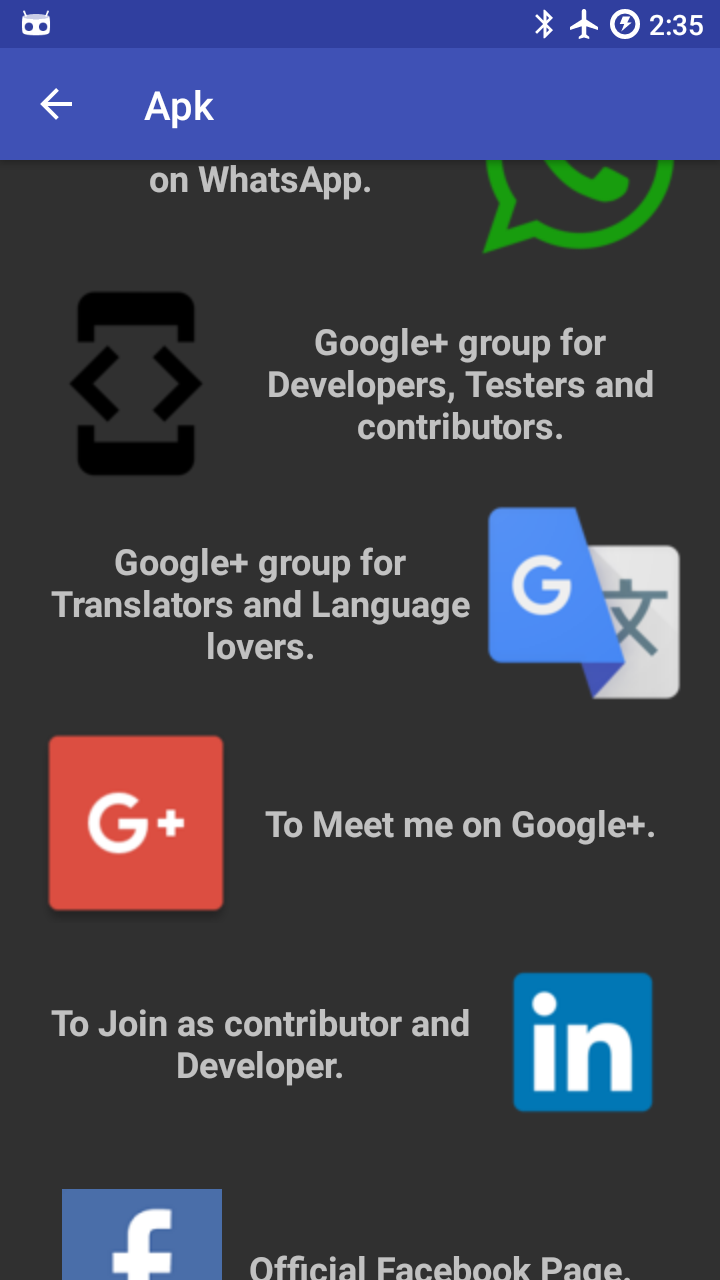 2:35
Apk
on WhatsApp.
Google+ group for
Developers, Testers and
contributors.
Google+ group for
Translators and Language
lovers.
G
文
G+
To Meet me on Google+.
To Join as contributor and
Developer.
in
f
Official Facebook Page.